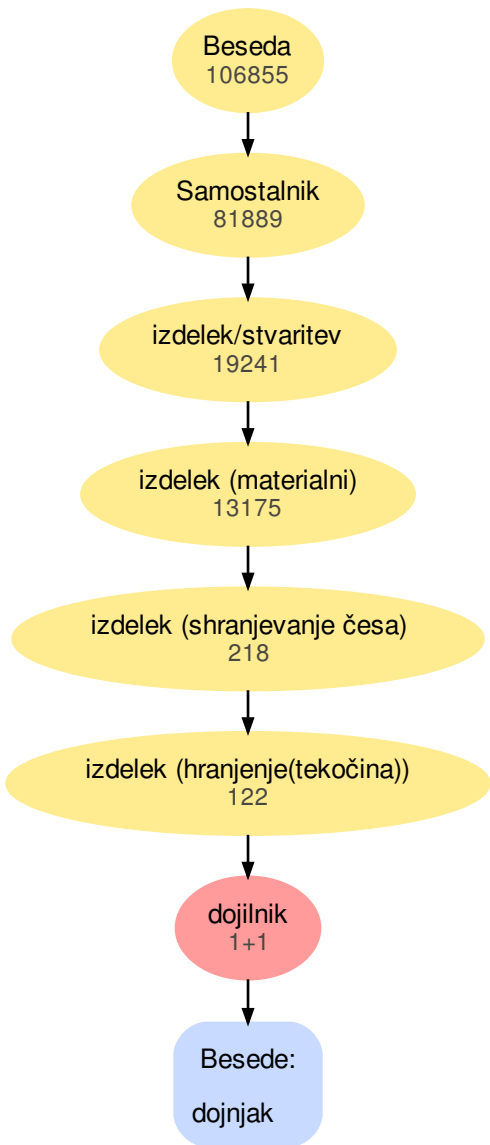 Beseda
106855
Samostalnik
81889
izdelek/stvaritev
19241
izdelek (materialni)
13175
izdelek (shranjevanje česa)
218
izdelek (hranjenje(tekočina))
122
dojilnik
1+1
Besede:
dojnjak